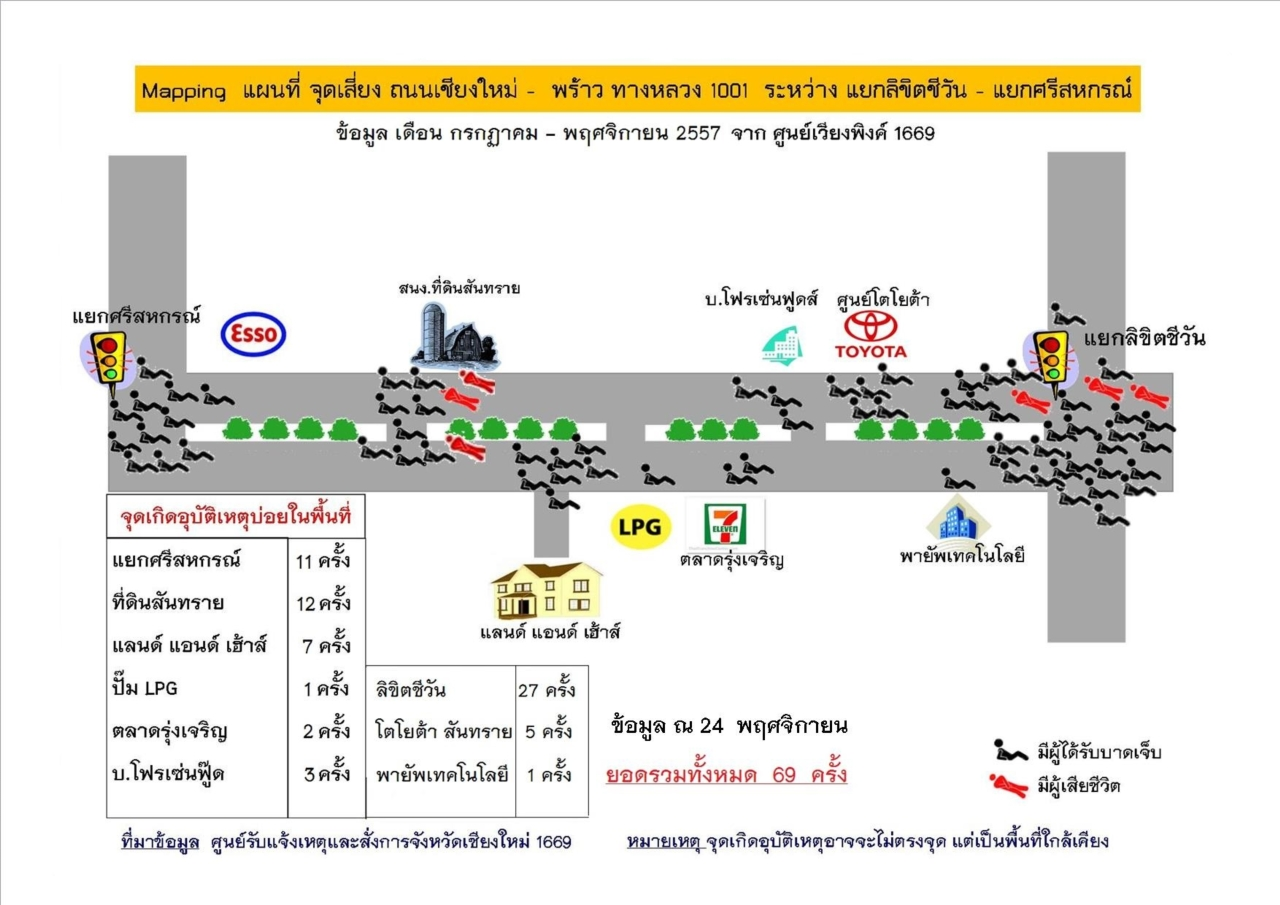 Mapping แผนที่ จุดเสี่ยง ถนนเชียงใหม่ - พร้าว ทางหลวง 1001 ระหว่าง แยกลิขิตชีวัน - แยกศรีสหกรณ์
ข้อมูล เดือน กรกฏาคม – พฤศจิกายน 2557 จาก ศูนย์เวียงพิงค์ 1669
สนง.ที่ดินสันทราย
บ.โฟรเซ่นฟูดส์ ศูนย์โตโยต้า
แยกศรีสหกรณ์
Esso
TOYOTA
แยกลิขิตชีวัน
LPG
7 ELEVEN
ตลาดรุ่งเจริญ
พายัพเทคโนโลยี
แลนด์ แอนด์ เฮ้าส์
จุดเกิดอุบัติเหตุบ่อยในพื้นที่
แยกศรีสหกรณ์ 11 ครั้ง
ที่ดินสันทราย 12 ครั้ง
แลนด์ แอนด์ เฮ้าส์ 7 ครั้ง
ปั๊ม LPG 1 ครั้ง
ตลาดรุ่งเจริญ 2 ครั้ง
บ.โฟรเซ่นฟู๊ด 3 ครั้ง
ลิขิตชีวัน 27 ครั้ง
โตโยต้า สันทราย 5 ครั้ง
พายัพเทคโนโลยี 1 ครั้ง
ข้อมูล ณ 24 พฤศจิกายน
ยอดรวมทั้งหมด 69 ครั้ง
มีผู้ได้รับบาดเจ็บ
มีผู้เสียชีวิต
ที่มาข้อมูล ศูนย์รับแจ้งเหตุและสั่งการจังหวัดเชียงใหม่ 1669
หมายเหตุ จุดเกิดอุบัติเหตุอาจจะไม่ตรงจุด แต่เป็นพื้นที่ใกล้เคียง